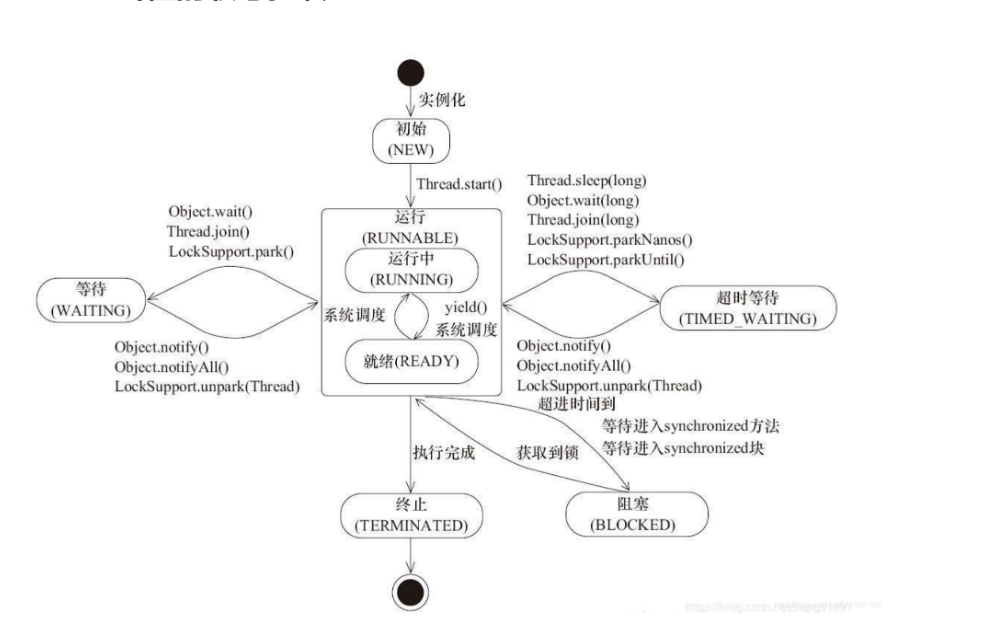 实例化
初始
(NEW)
Thread.start()
Object.wait()
Thread.join()
LockSupport.park()
Thread.sleep(long)
Object.wait(long)
Thread.join(long)
LockSupport.parkNanos()
LockSupport.parkUntil()
运行
(RUNNABLE)
运行中
(RUNNING)
等待
(WAITING)
超时等待
(TIMED_WAITING)
系统调度
yield()
系统调度
就绪(READY)
Object.notify()
Object.notifyAll()
LockSupport.unpark(Thread)
Object.notify()
Object.notifyAll()
LockSupport.unpark(Thread)
超进时间到
等待进入synchronized方法
等待进入synchronized块
执行完成
获取到锁
终止
(TERMINATED)
阻塞
(BLOCKED)